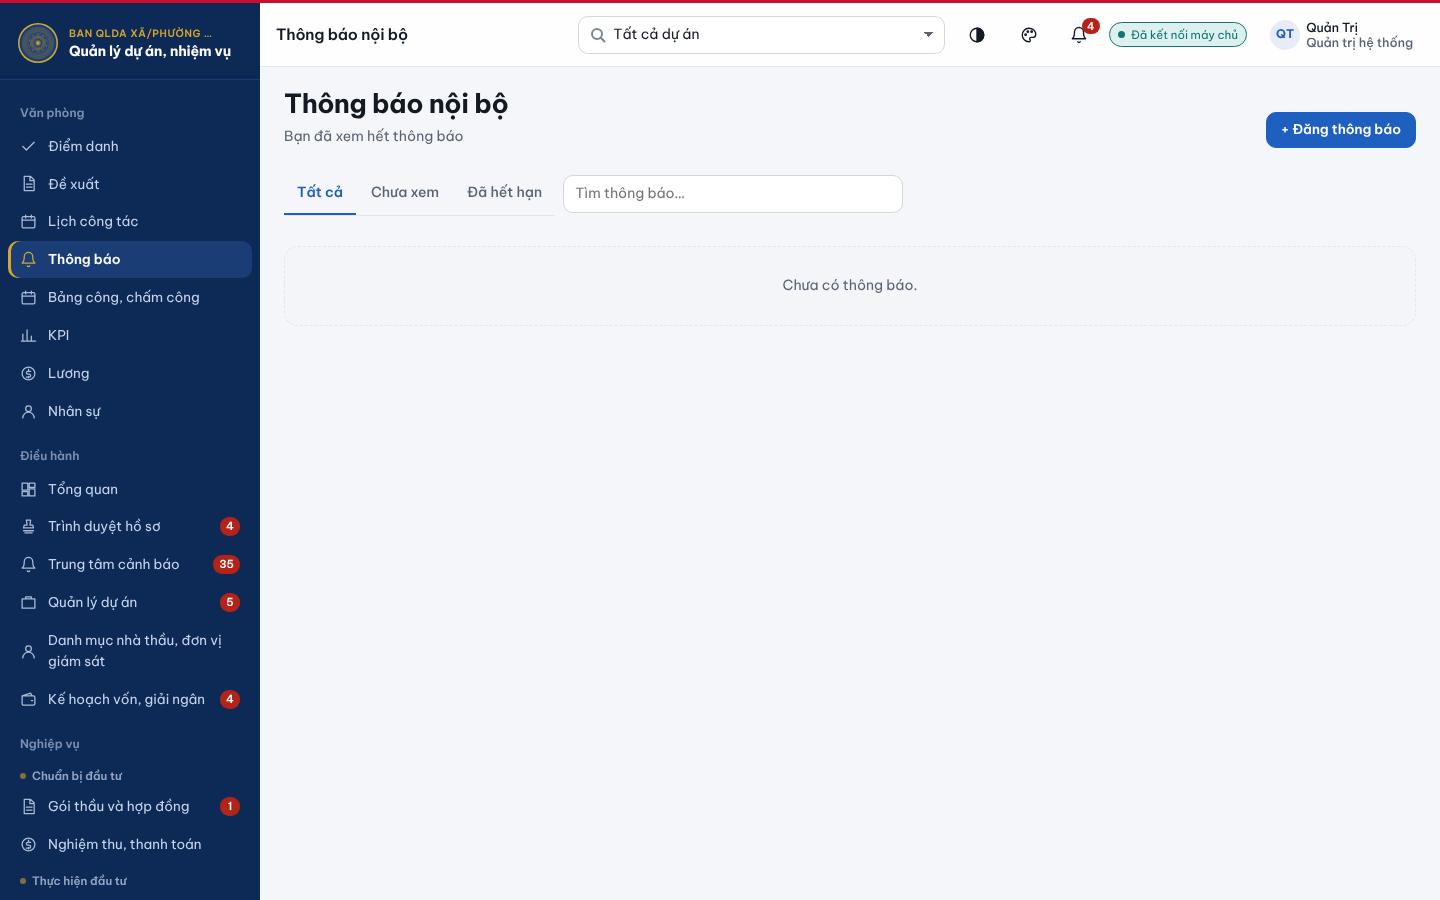 BAN QLDA XÃ/PHƯỜNG ...
Quản lý dự án, nhiệm vụ
Thông báo nội bộ
Tất cả dự án
4
Đã kết nối máy chủ
QT
Quản Trị
Quản trị hệ thống
Văn phòng
Điểm danh
Đề xuất
Lịch công tác
Thông báo
Bảng công, chấm công
KPI
Lương
Nhân sự
Điều hành
Tổng quan
Trình duyệt hồ sơ 4
Trung tâm cảnh báo 35
Quản lý dự án 5
Danh mục nhà thầu, đơn vị
giám sát
Kế hoạch vốn, giải ngân 4
Nghiệp vụ
Chuẩn bị đầu tư
Gói thầu và hợp đồng 1
Nghiệm thu, thanh toán
Thực hiện đầu tư
Thông báo nội bộ
Bạn đã xem hết thông báo
+ Đăng thông báo
Tất cả
Chưa xem
Đã hết hạn
Tìm thông báo...
Chưa có thông báo.